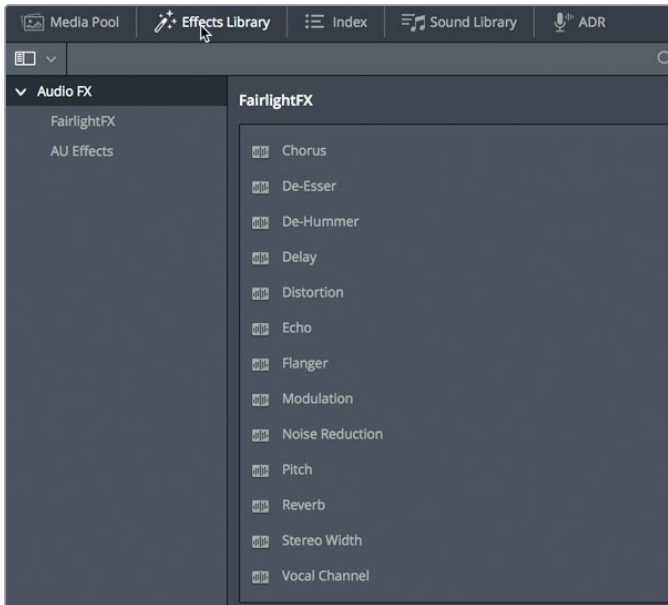 Media Pool Effects Library Index Sound Library ADR
Audio FX
FairlightFX
AU Effects
FairlightFX
Chorus
De-Esser
De-Hummer
Delay
Distortion
Echo
Flanger
Modulation
Noise Reduction
Pitch
Reverb
Stereo Width
Vocal Channel